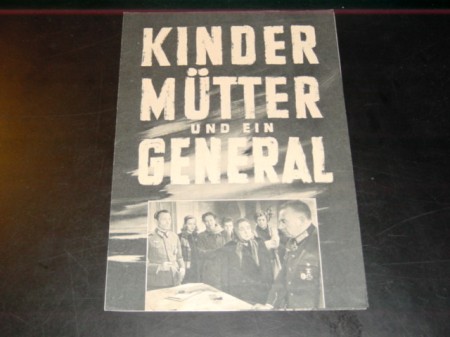 KINDER
MÜTTER
UND EIN
GENERAL